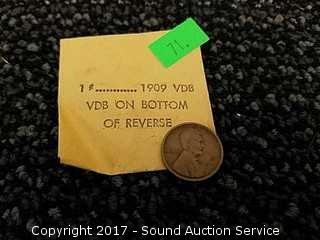 71.
1 ¢............ 1909 VDB
VDB ON BOTTOM
OF REVERSE
Copyright 2017 - Sound Auction Service